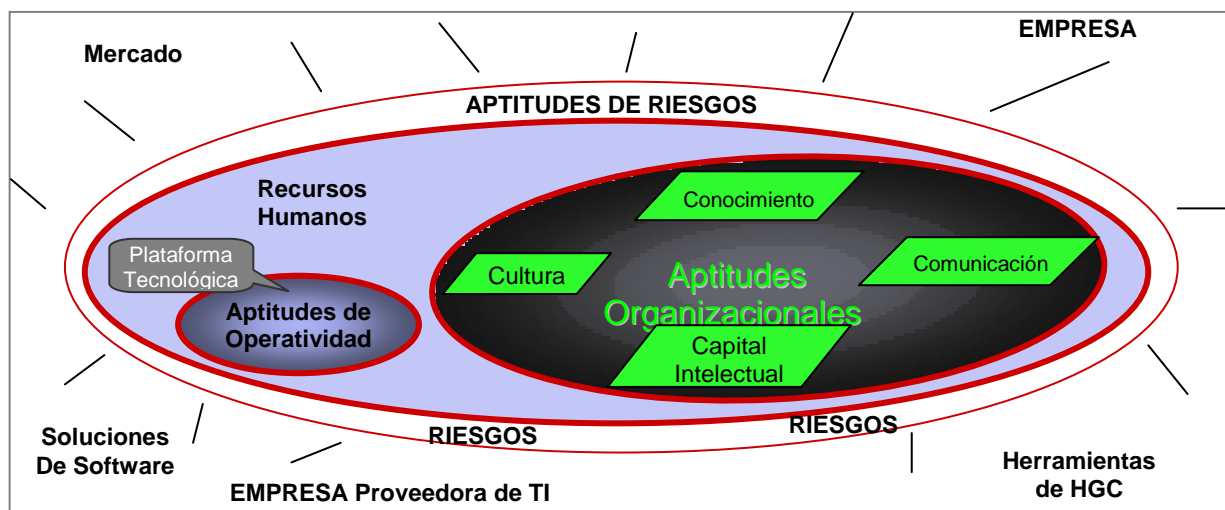 EMPRESA
Mercado
APTITUDES DE RIESGOS
Recursos
Humanos
Conocimiento
Plataforma
Tecnológica
Cultura
Comunicación
Aptitudes
Organizacionales
Aptitudes de
Operatividad
Capital
Intelectual
RIESGOS
RIESGOS
Soluciones
De Software
Herramientas
de HGC
EMPRESA Proveedora de TI